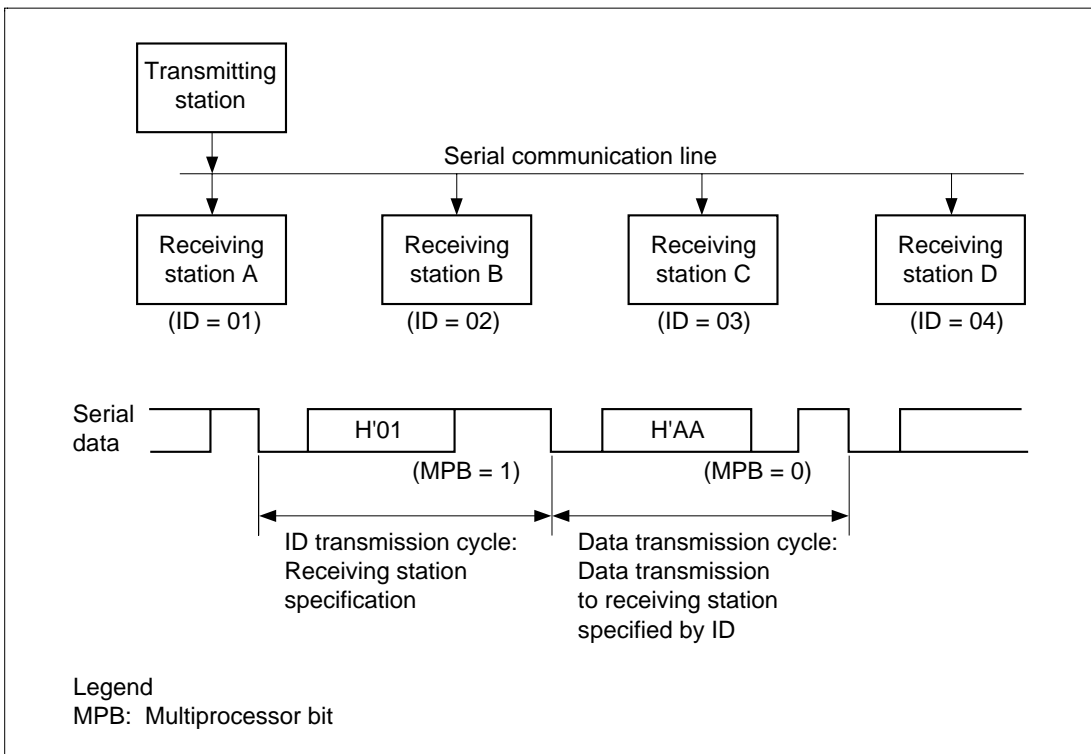 Transmitting
station
Serial communication line
Receiving
station A
Receiving
station B
Receiving
station C
Receiving
station D
(ID = 01)
(ID = 02)
(ID = 03)
(ID = 04)
Serial
data
H'01
H'AA
(MPB = 1)
(MPB = 0)
ID transmission cycle:
Receiving station
specification
Data transmission cycle:
Data transmission
to receiving station
specified by ID
Legend
MPB: Multiprocessor bit